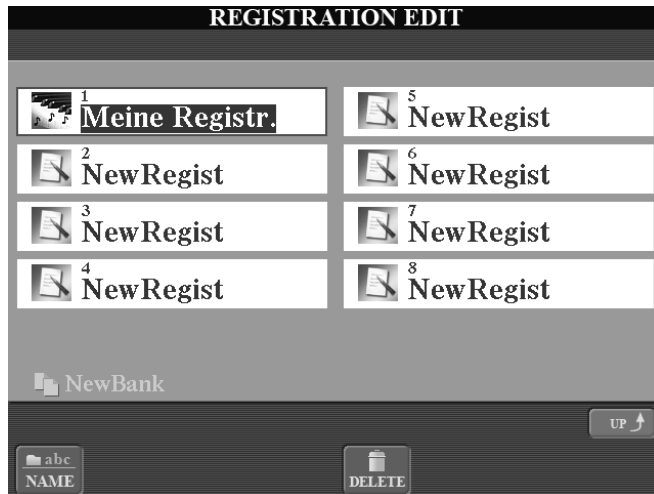 REGISTRATION EDIT
1
Meine Registr.
2
NewRegist
3
NewRegist
4
NewRegist
5
NewRegist
6
NewRegist
7
NewRegist
8
NewRegist
NewBank
UP
abc
NAME
DELETE